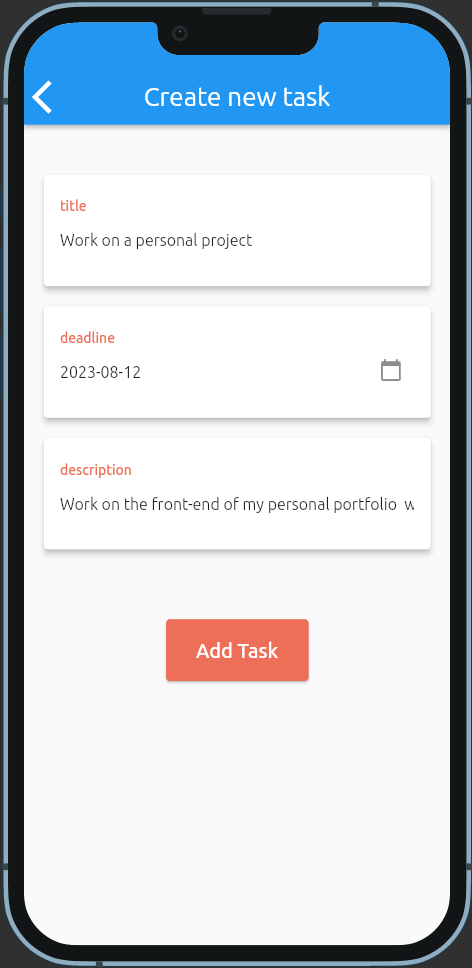 Create new task
title
Work on a personal project
deadline
2023-08-12
description
Work on the front-end of my personal portfolio
Add Task